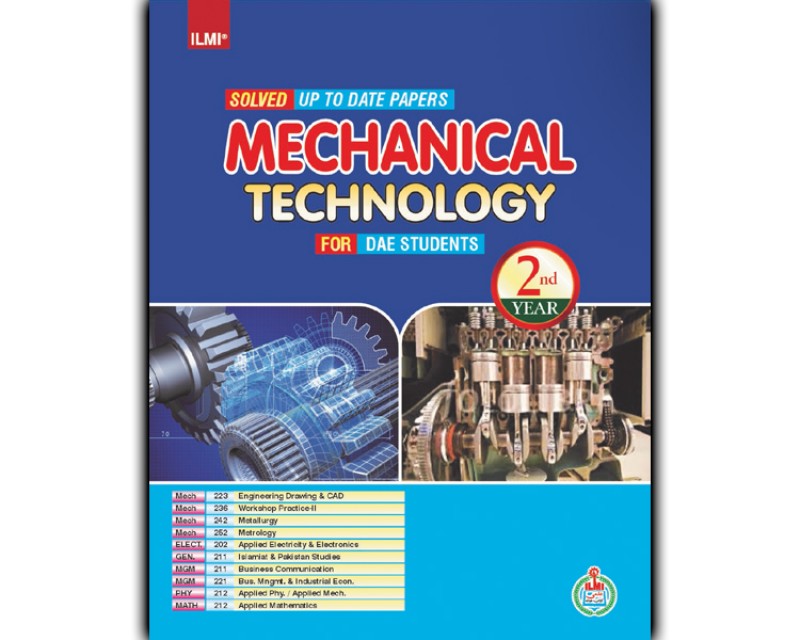 ILMI®
SOLVED UP TO DATE PAPERS
MECHANICAL
TECHNOLOGY
FOR DAE STUDENTS
2nd
YEAR
Mech 223 Engineering Drawing & CAD
Mech 236 Workshop Practice-II
Mech 242 Metallurgy
Mech 252 Metrology
ELECT. 202 Applied Electricity & Electronics
GEN. 211 Islamiat & Pakistan Studies
MGM 211 Business Communication
MGM 221 Bus. Mngmt. & Industrial Econ.
PHY 212 Applied Phy. / Applied Mech.
MATH 212 Applied Mathematics
ILMI